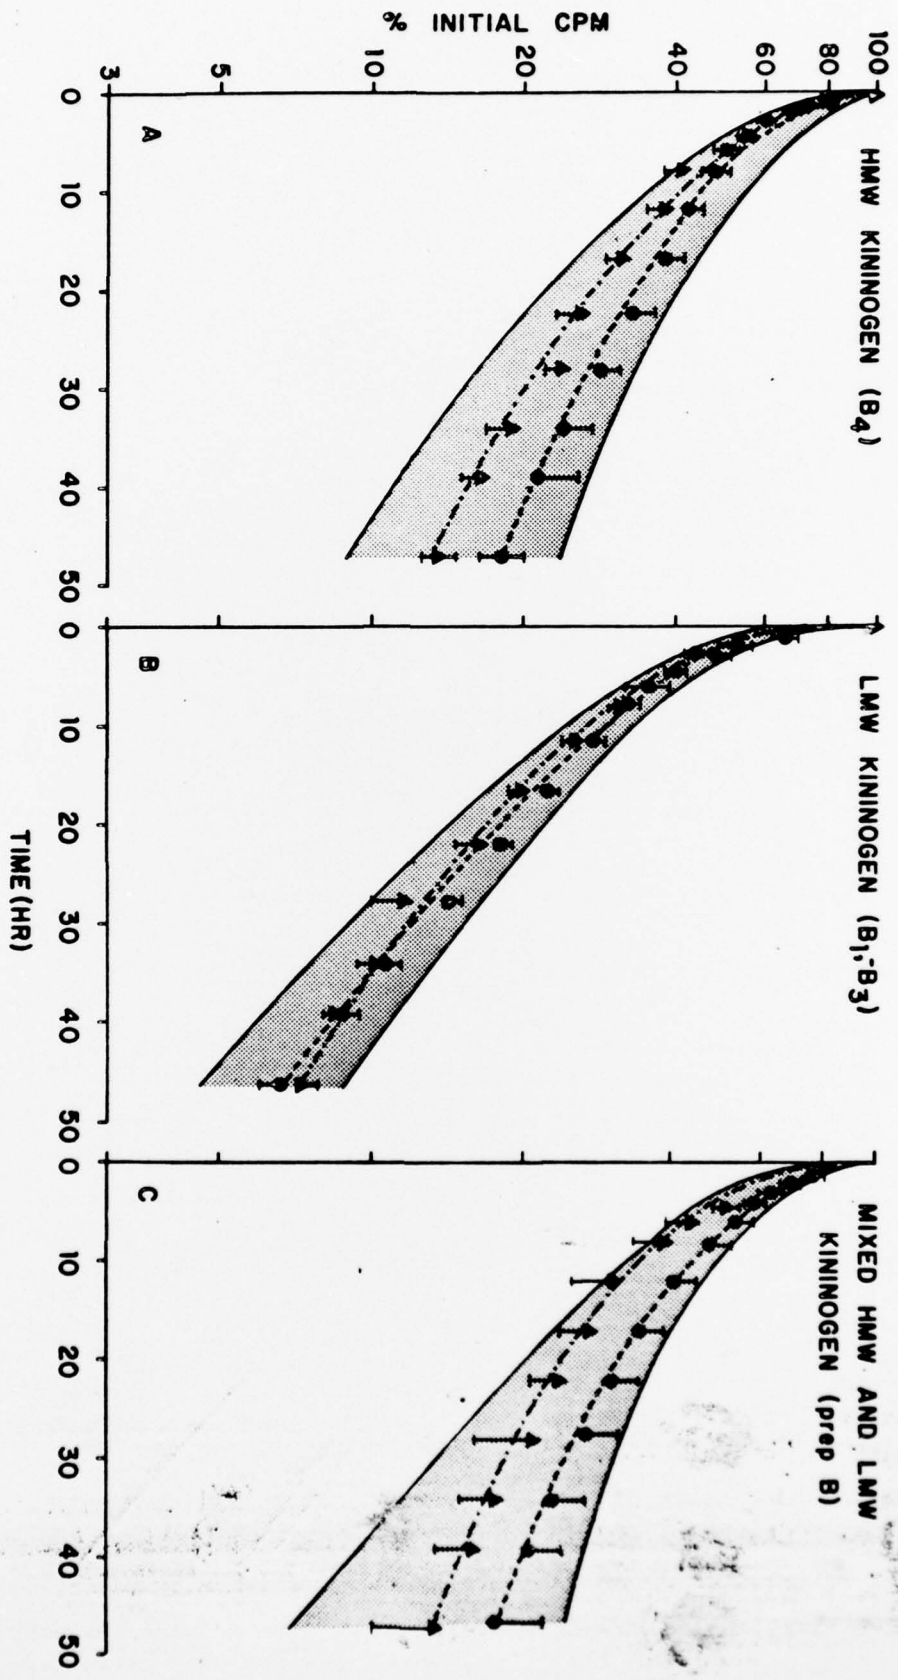 % INITIAL CPM
100
80
60
40
20
10
5
3
HMW KININOGEN (B4)
A
0 10 20 30 40 50
LMW KININOGEN (B1,-B3)
B
0 10 20 30 40 50
MIXED HMW AND LMW
KININOGEN (prep B)
C
0 10 20 30 40 50
TIME (HR)